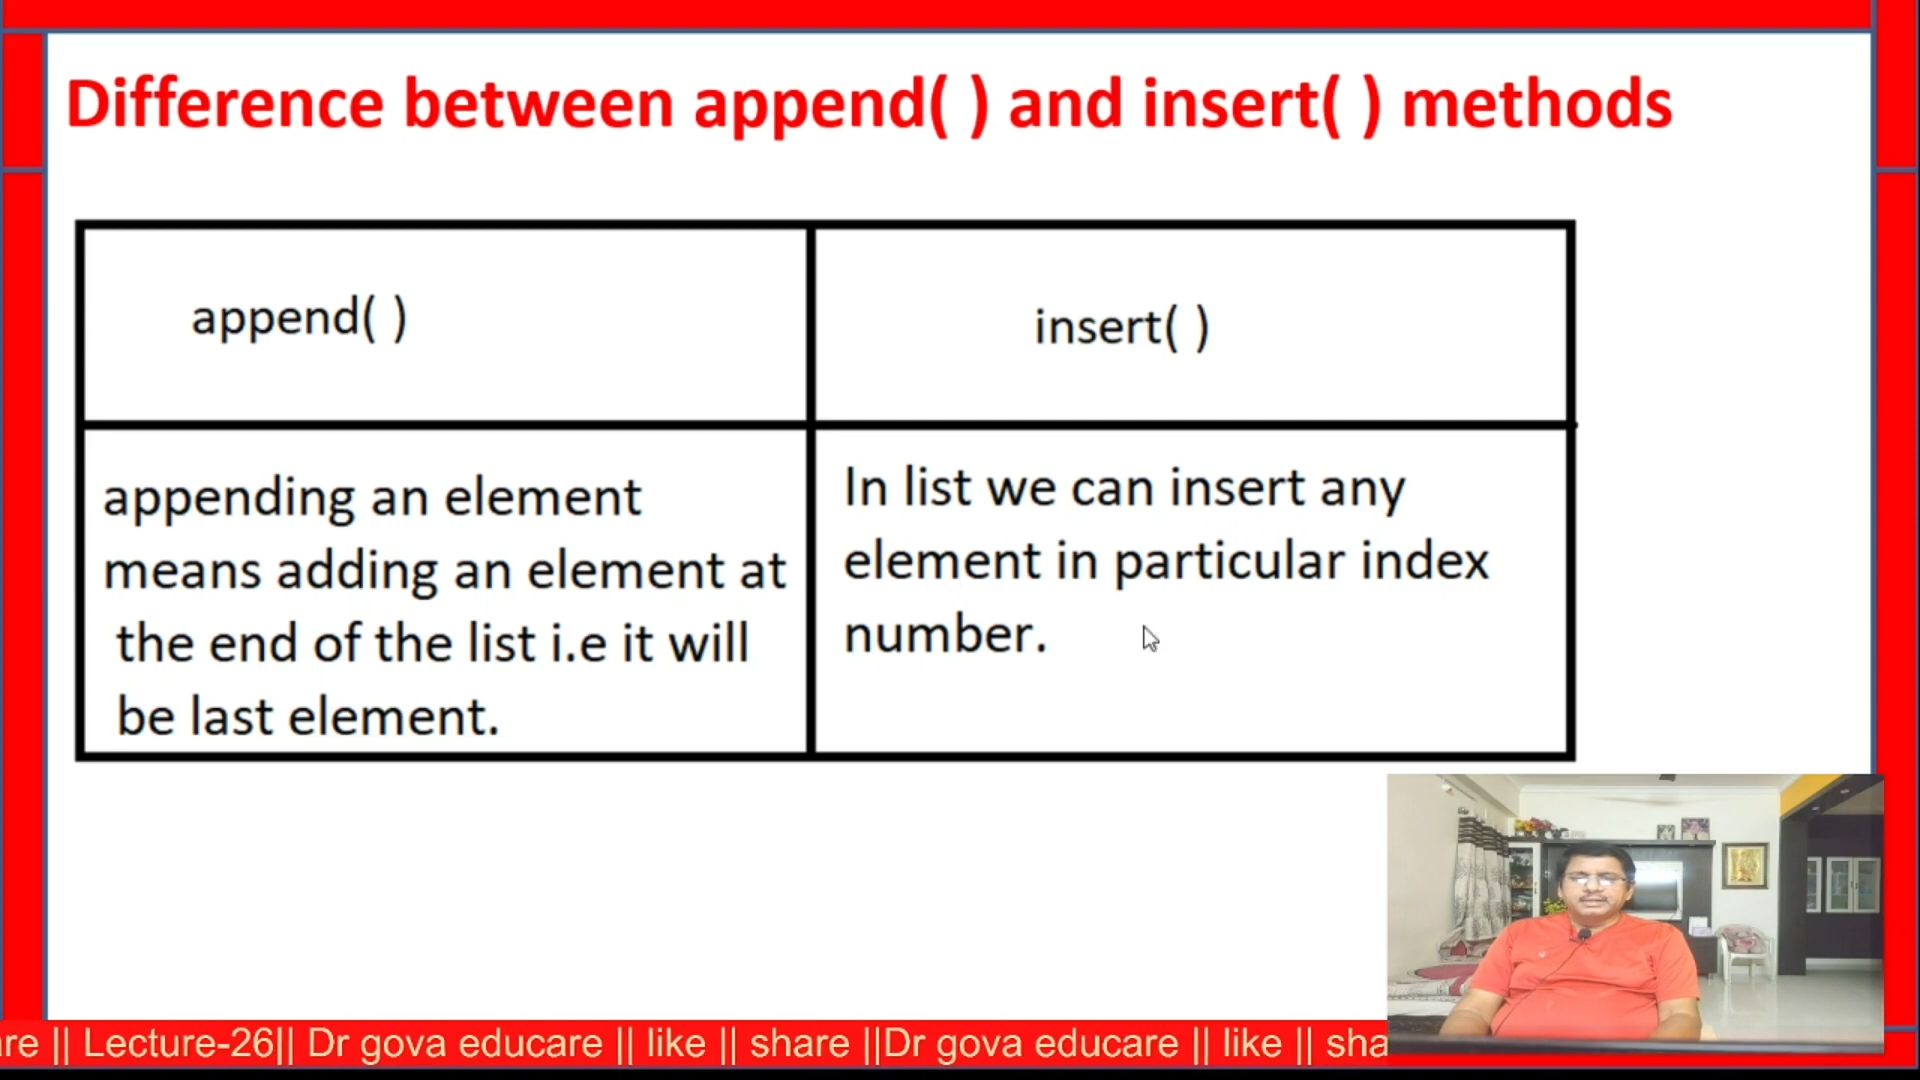 Difference between append( ) and insert( ) methods
append( )
insert( )
appending an element
means adding an element at
the end of the list i.e it will
be last element.
In list we can insert any
element in particular index
number.
re || Lecture-26|| Dr gova educare || like || share ||Dr gova educare || like || sha